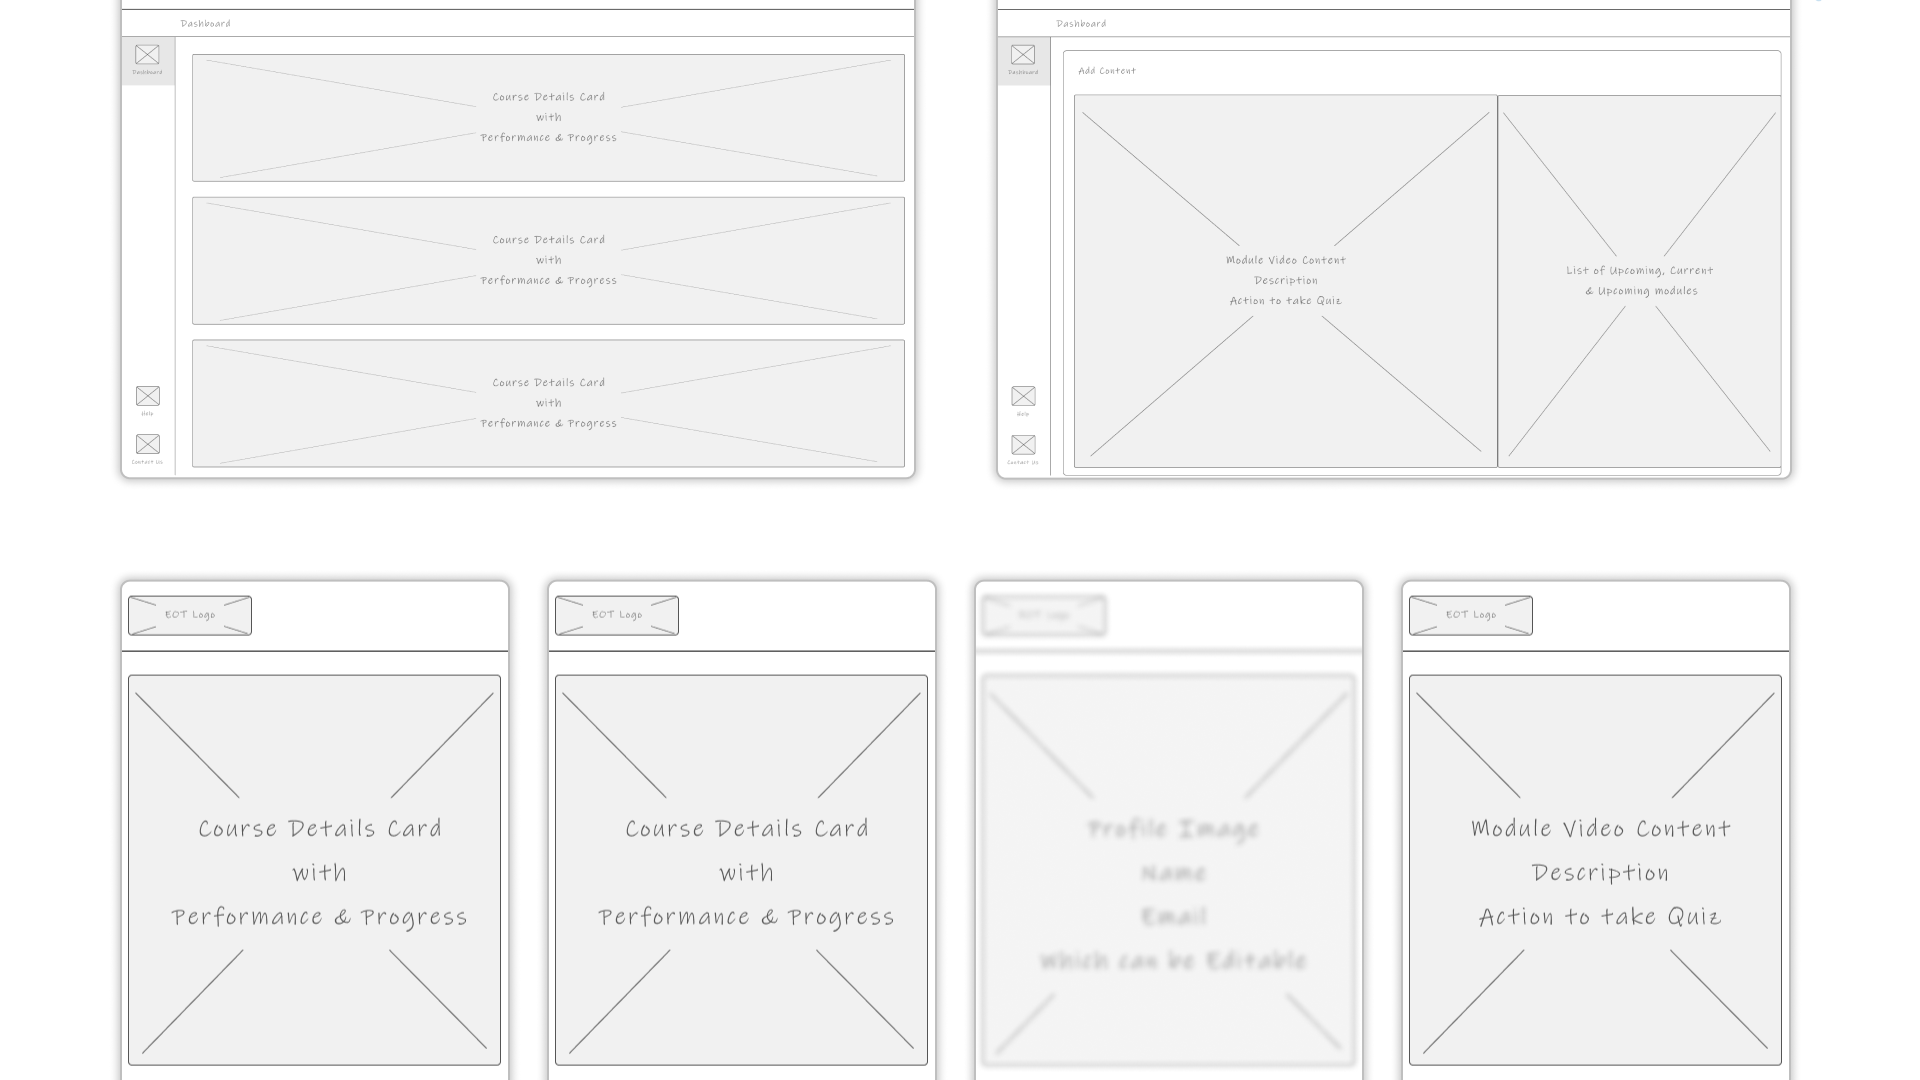 Dashboard
Dashboard
Course Details Card
with
Performance & Progress
Course Details Card
with
Performance & Progress
Course Details Card
with
Performance & Progress
Help
Contact Us
Dashboard
Dashboard
Add Content
Module Video Content
Description
Action to take Quiz
List of Upcoming, Current
& Upcoming modules
Help
Contact Us
EOT Logo
Course Details Card
with
Performance & Progress
EOT Logo
Course Details Card
with
Performance & Progress
EOT Logo
Profile Image
Name
Email
Which can be Editable
EOT Logo
Module Video Content
Description
Action to take Quiz